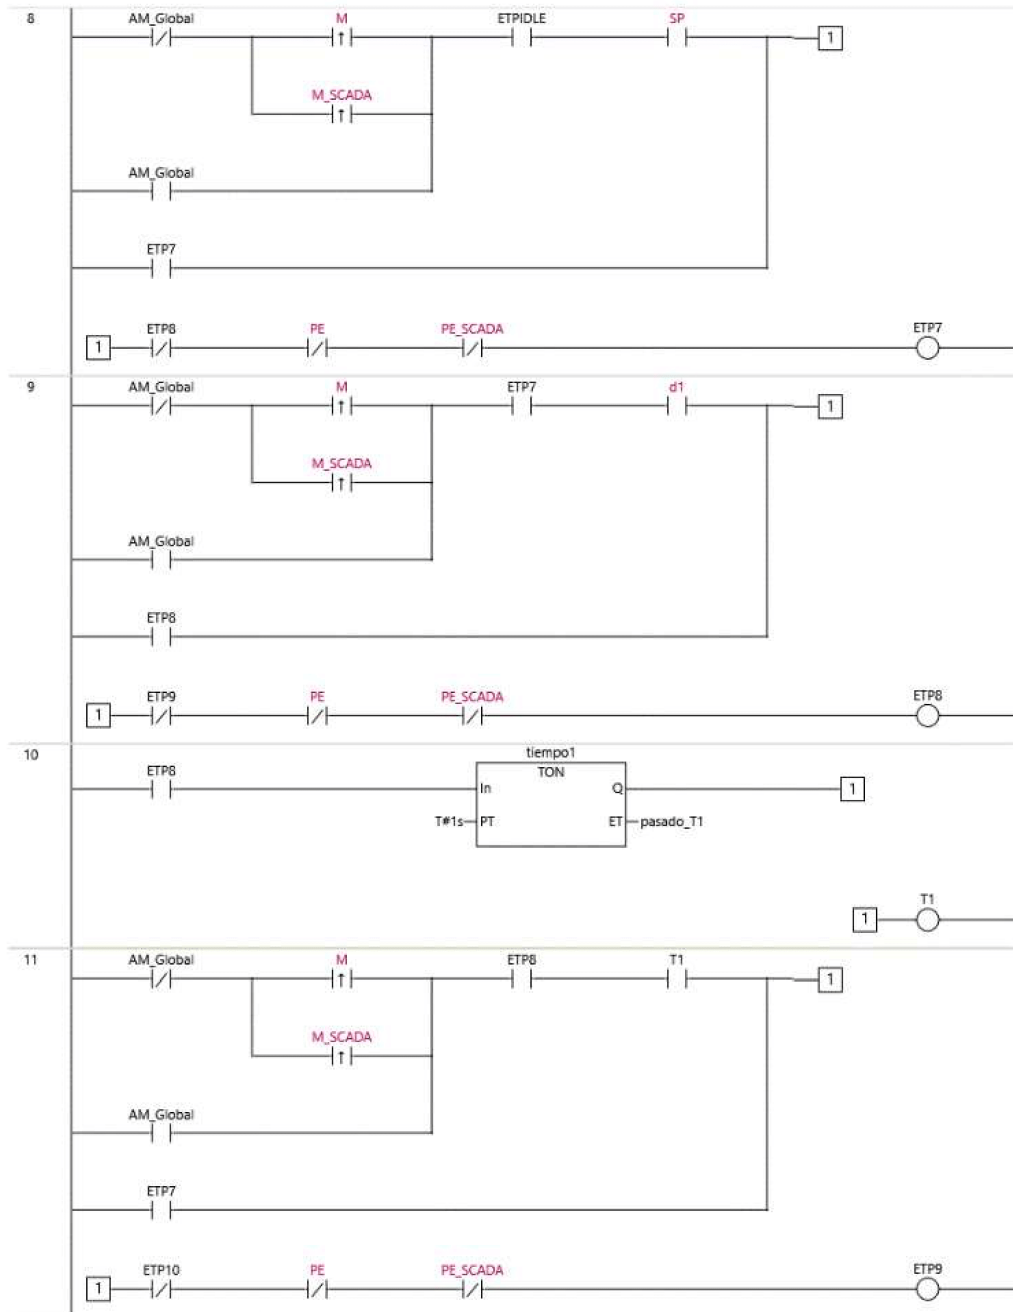 8
AM_Global M ETPIDLE SP
1
M_SCADA
AM_Global
ETP7
1 ETP8 PE PE_SCADA ETP7
9
AM_Global M ETP7 d1
1
M_SCADA
AM_Global
ETP8
1 ETP9 PE PE_SCADA ETP8
10
tiempo1
ETP8 TON
In Q 1
T#1s PT ET pasado_T1
T1
1
11
AM_Global M ETP8 T1
1
M_SCADA
AM_Global
ETP7
1 ETP10 PE PE_SCADA ETP9